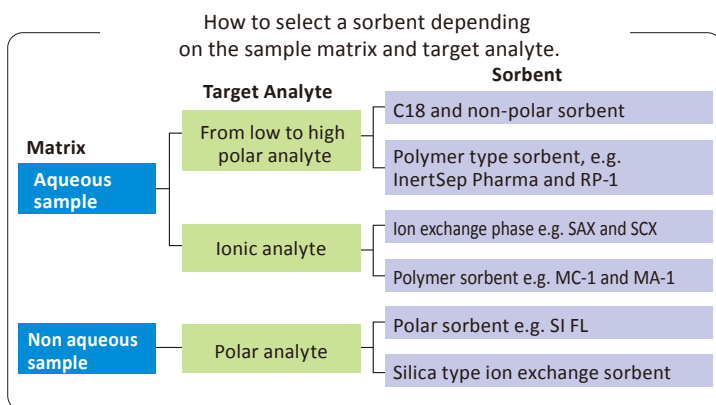 How to select a sorbent depending
on the sample matrix and target analyte.
Sorbent
Target Analyte
Matrix
Aqueous
sample
From low to high
polar analyte
C18 and non-polar sorbent
Polymer type sorbent, e.g.
InertSep Pharma and RP-1
Ionic analyte
Ion exchange phase e.g. SAX and SCX
Polymer sorbent e.g. MC-1 and MA-1
Non aqueous
sample
Polar analyte
Polar sorbent e.g. SI FL
Silica type ion exchange sorbent